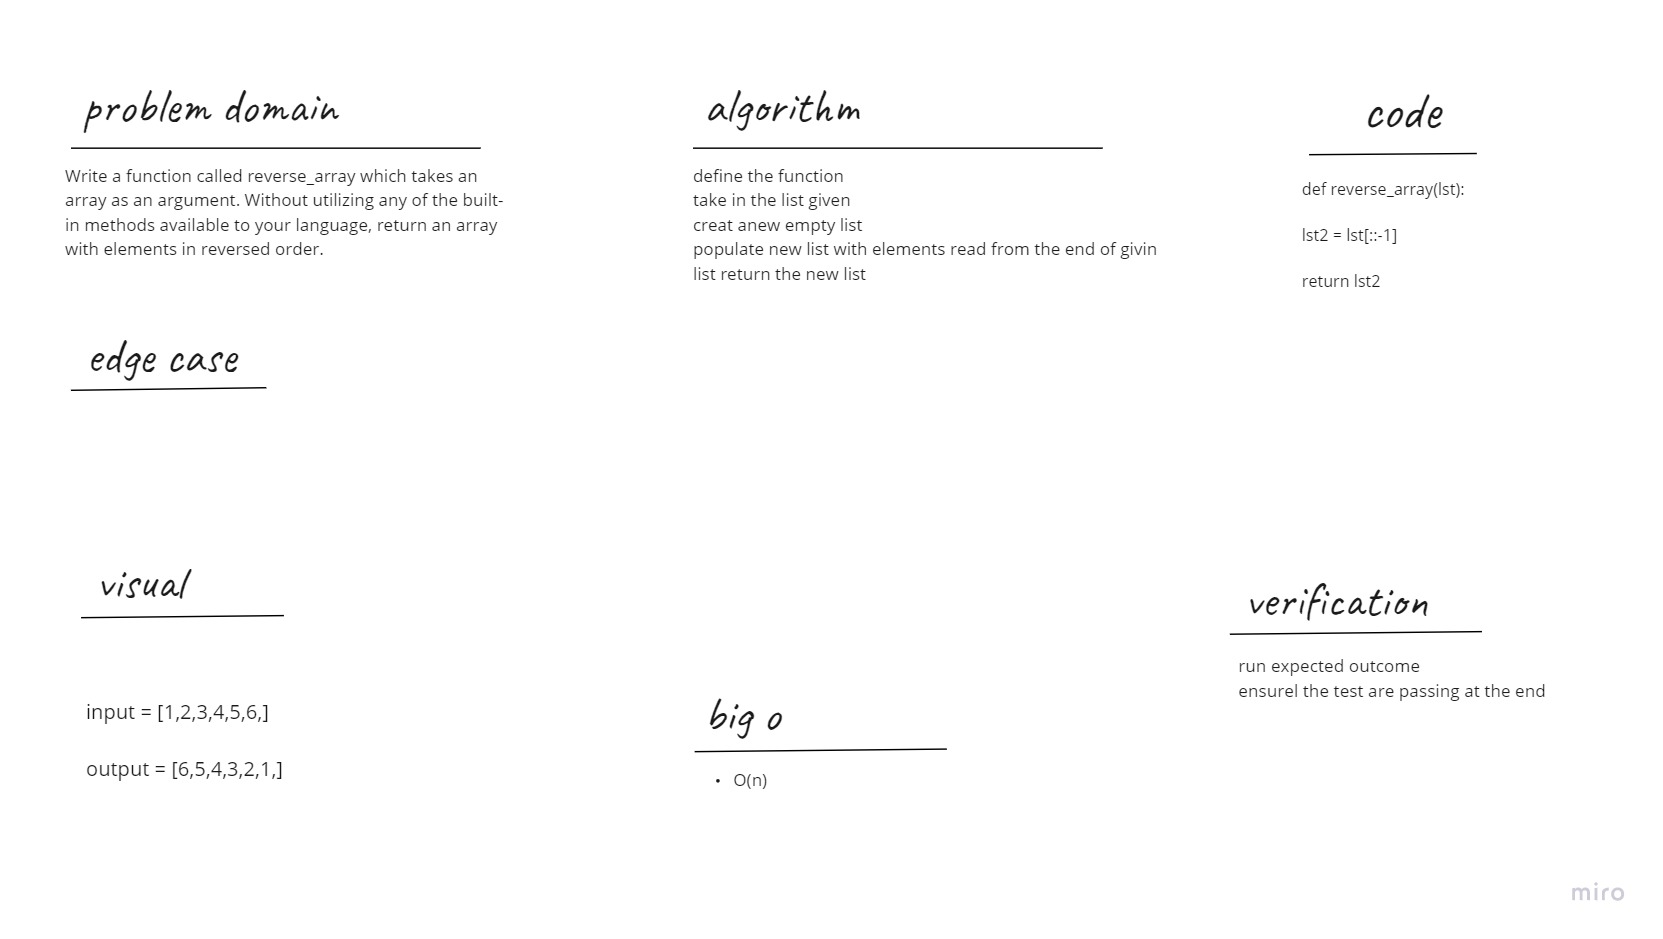 problem domain
Write a function called reverse_array which takes an
array as an argument. Without utilizing any of the built-
in methods available to your language, return an array
with elements in reversed order.
edge case
visual
input = [1,2,3,4,5,6,]
output = [6,5,4,3,2,1,]
algorithm
define the function
take in the list given
creat anew empty list
populate new list with elements read from the end of givin
list return the new list
big o
• O(n)
code
def reverse_array(lst):
lst2 = lst[::-1]
return lst2
verification
run expected outcome
ensurel the test are passing at the end
miro